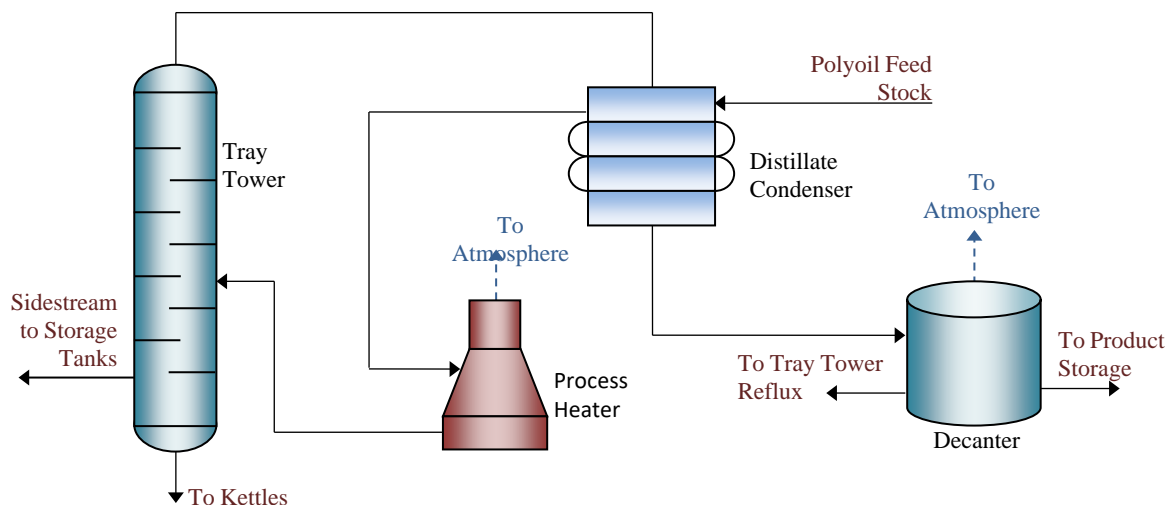 Polyoil Feed
Stock
Tray
Tower
Distillate
Condenser
To
Atmosphere
To
Atmosphere
Sidestream
to Storage
Tanks
Process
Heater
To Tray Tower
Reflux
To Product
Storage
Decanter
To Kettles